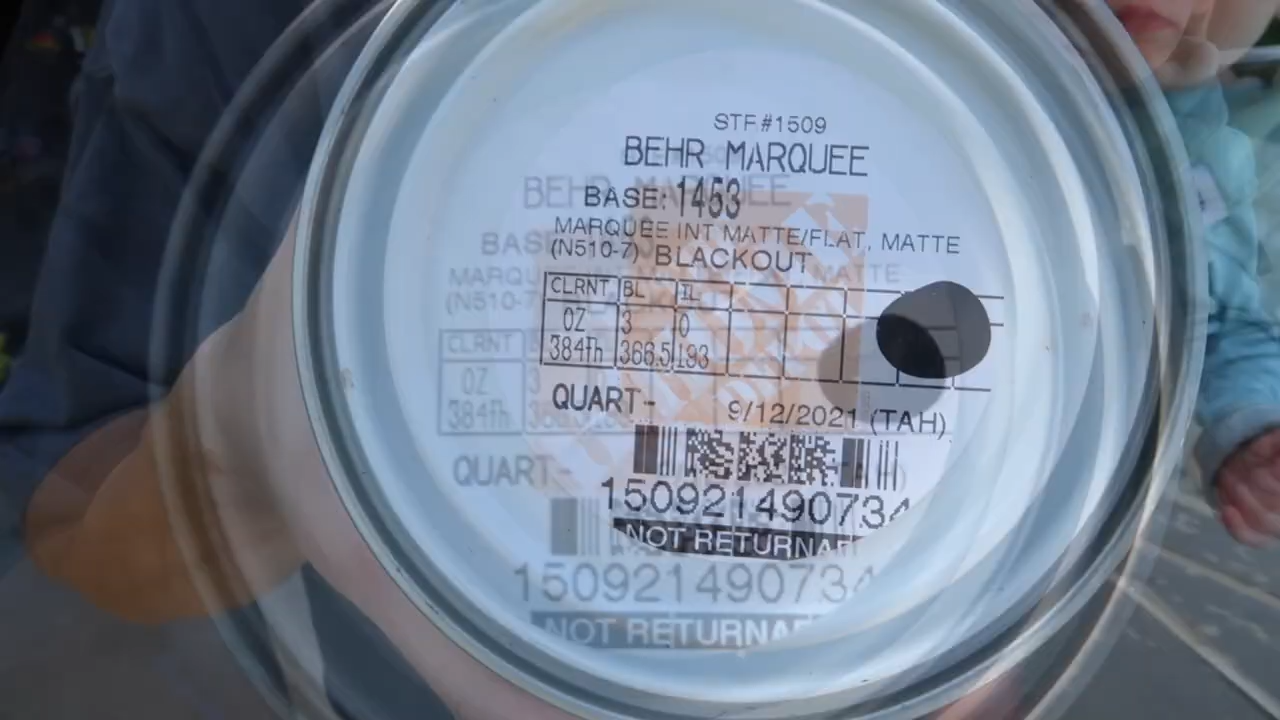 STF.#1509
BEHR MARQUEE
BASE: 1453
MARQUEE INT MATTE/FLAT, MATTE
(N510-7) BLACKOUT
CLRNT BL IL
OZ 3 0
384fh 366.5 193
QUART- 9/12/2021 (TAH)
150921490734
NOT RETURNA